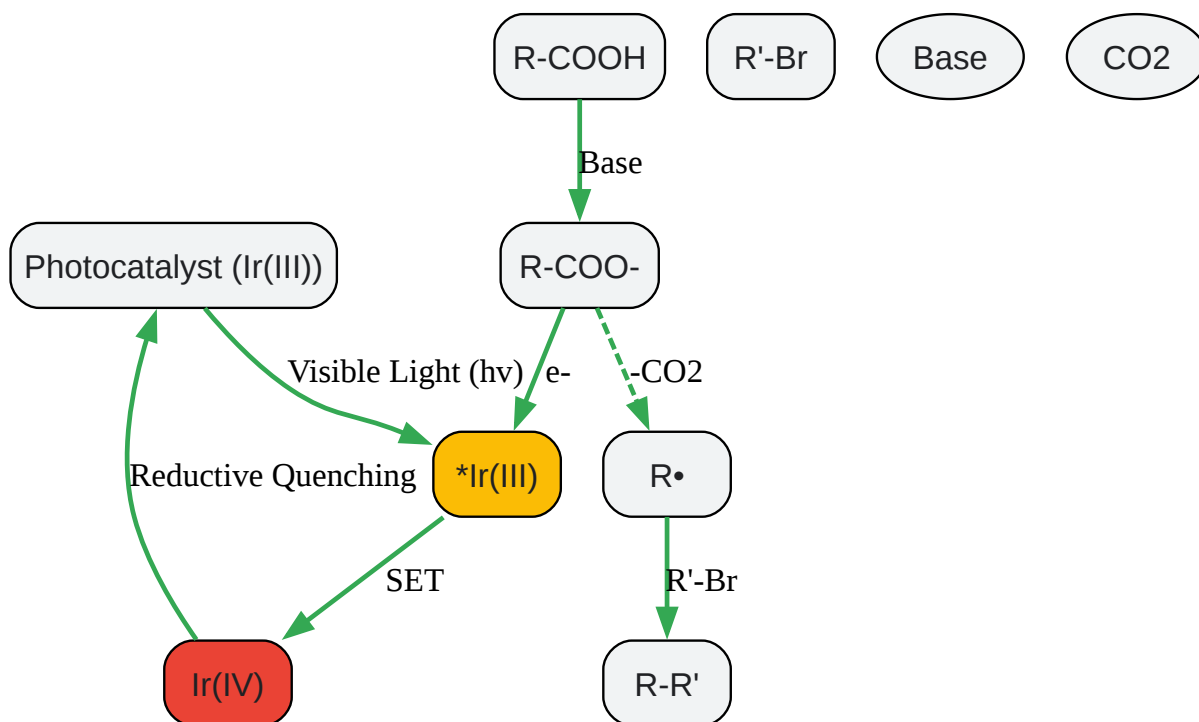 R-COOH
R'-Br
Base
CO2
Base
Photocatalyst (Ir(III))
R-COO-
Visible Light (hv)
e-
-CO2
Reductive Quenching
*Ir(III)
R•
SET
R'-Br
Ir(IV)
R-R'